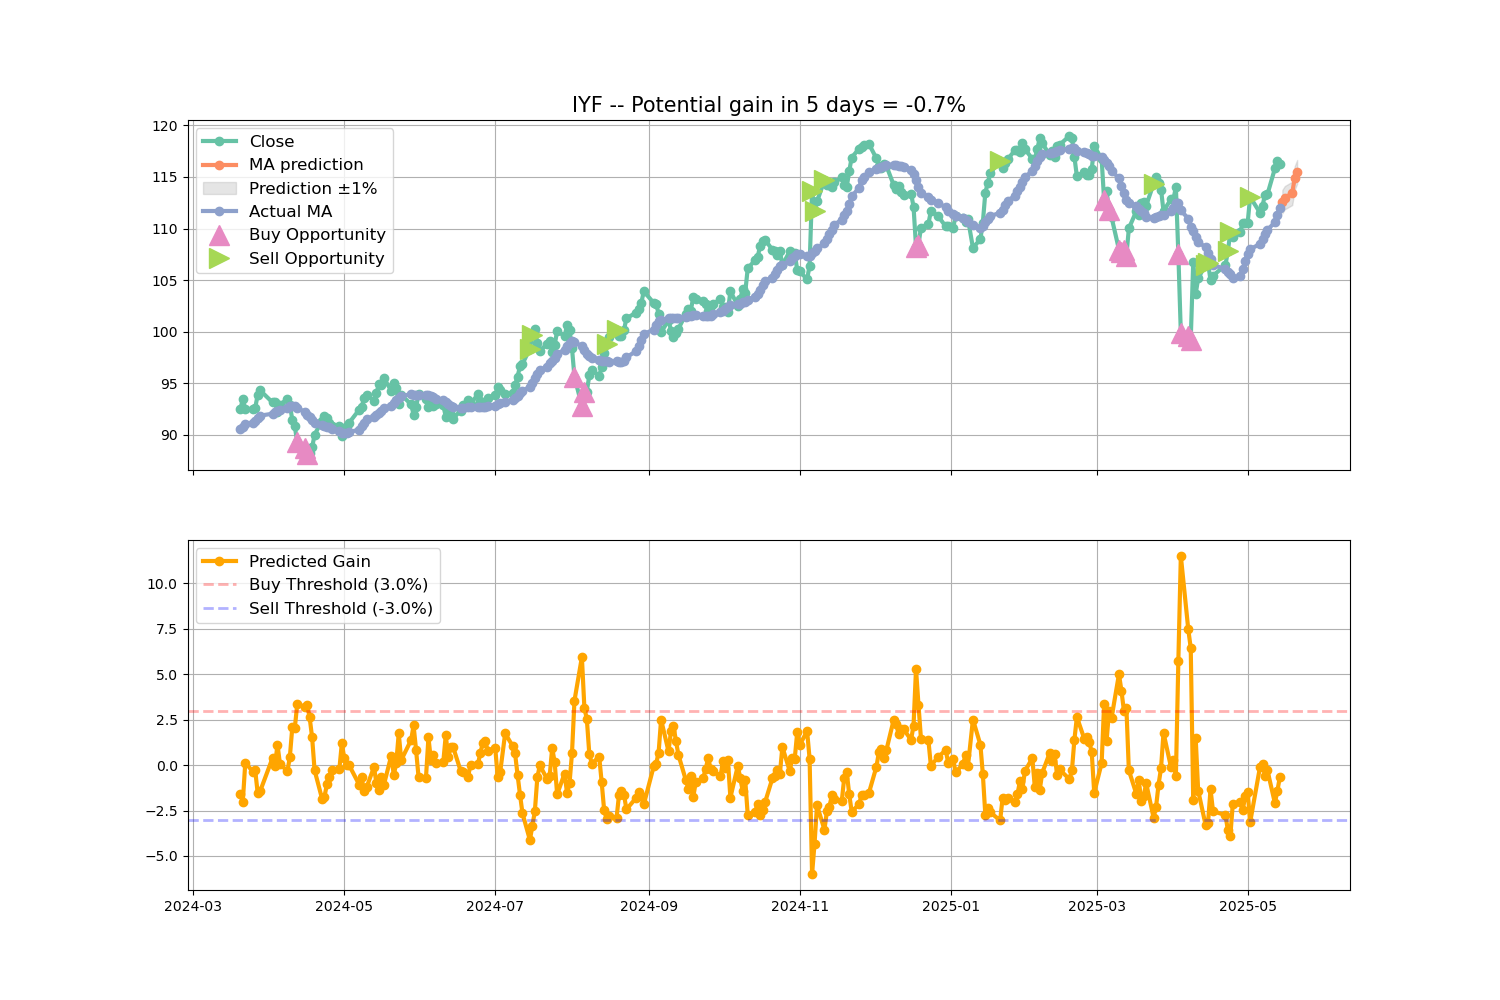 IYF -- Potential gain in 5 days = -0.7%
120
115
110
105
100
95
90
Close
MA prediction
Prediction ±1%
Actual MA
Buy Opportunity
Sell Opportunity
10.0
7.5
5.0
2.5
0.0
−2.5
−5.0
Predicted Gain
Buy Threshold (3.0%)
Sell Threshold (-3.0%)
2024-03
2024-05
2024-07
2024-09
2024-11
2025-01
2025-03
2025-05